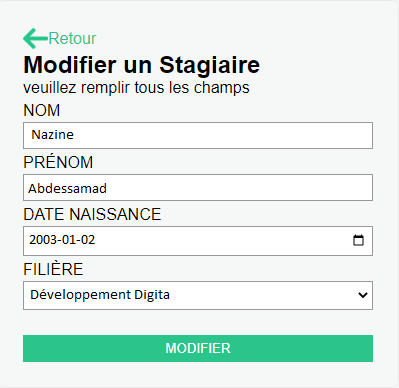 Retour
Modifier un Stagiaire
veuillez remplir tous les champs
NOM
Nazine
PRÉNOM
Abdessamad
DATE NAISSANCE
2003-01-02
FILIÈRE
Développement Digita
MODIFIER